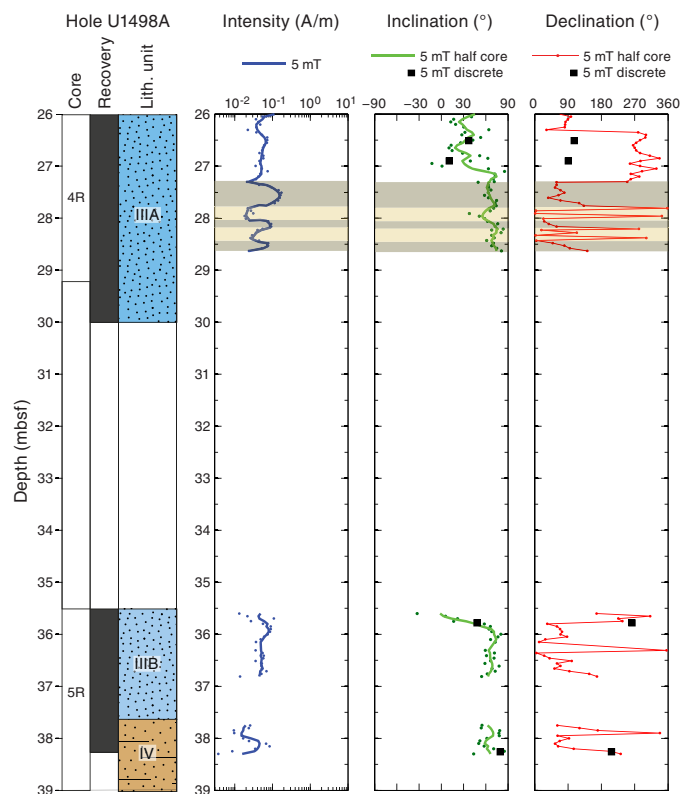 Hole U1498A
Intensity (A/m)
Inclination (°)
Declination (°)
Core
Recovery
Lith. unit
5 mT
5 mT half core
5 mT discrete
5 mT half core
5 mT discrete
10⁻² 10⁻¹ 10⁰ 10¹
−90 −30 30 90
0 90 180 270 360
Depth (mbsf)
26
27
28
29
30
31
32
33
34
35
36
37
38
39
4R
5R
IIIA
IIIB
IV